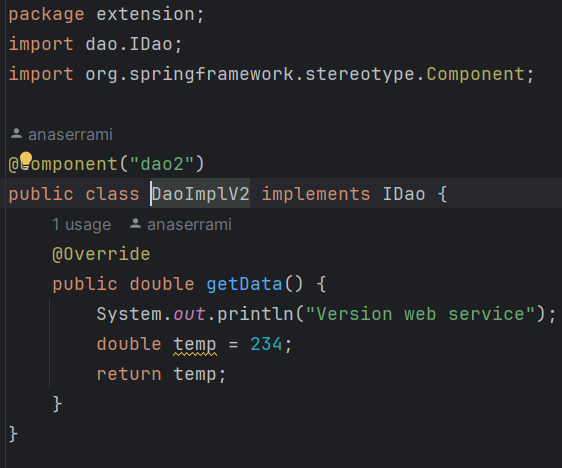 package extension;
import dao.IDao;
import org.springframework.stereotype.Component;
anaserrami
@Component("dao2")
public class DaoImplV2 implements IDao {
1 usage anaserrami
@Override
public double getData() {
System.out.println("Version web service");
double temp = 234;
return temp;
}
}